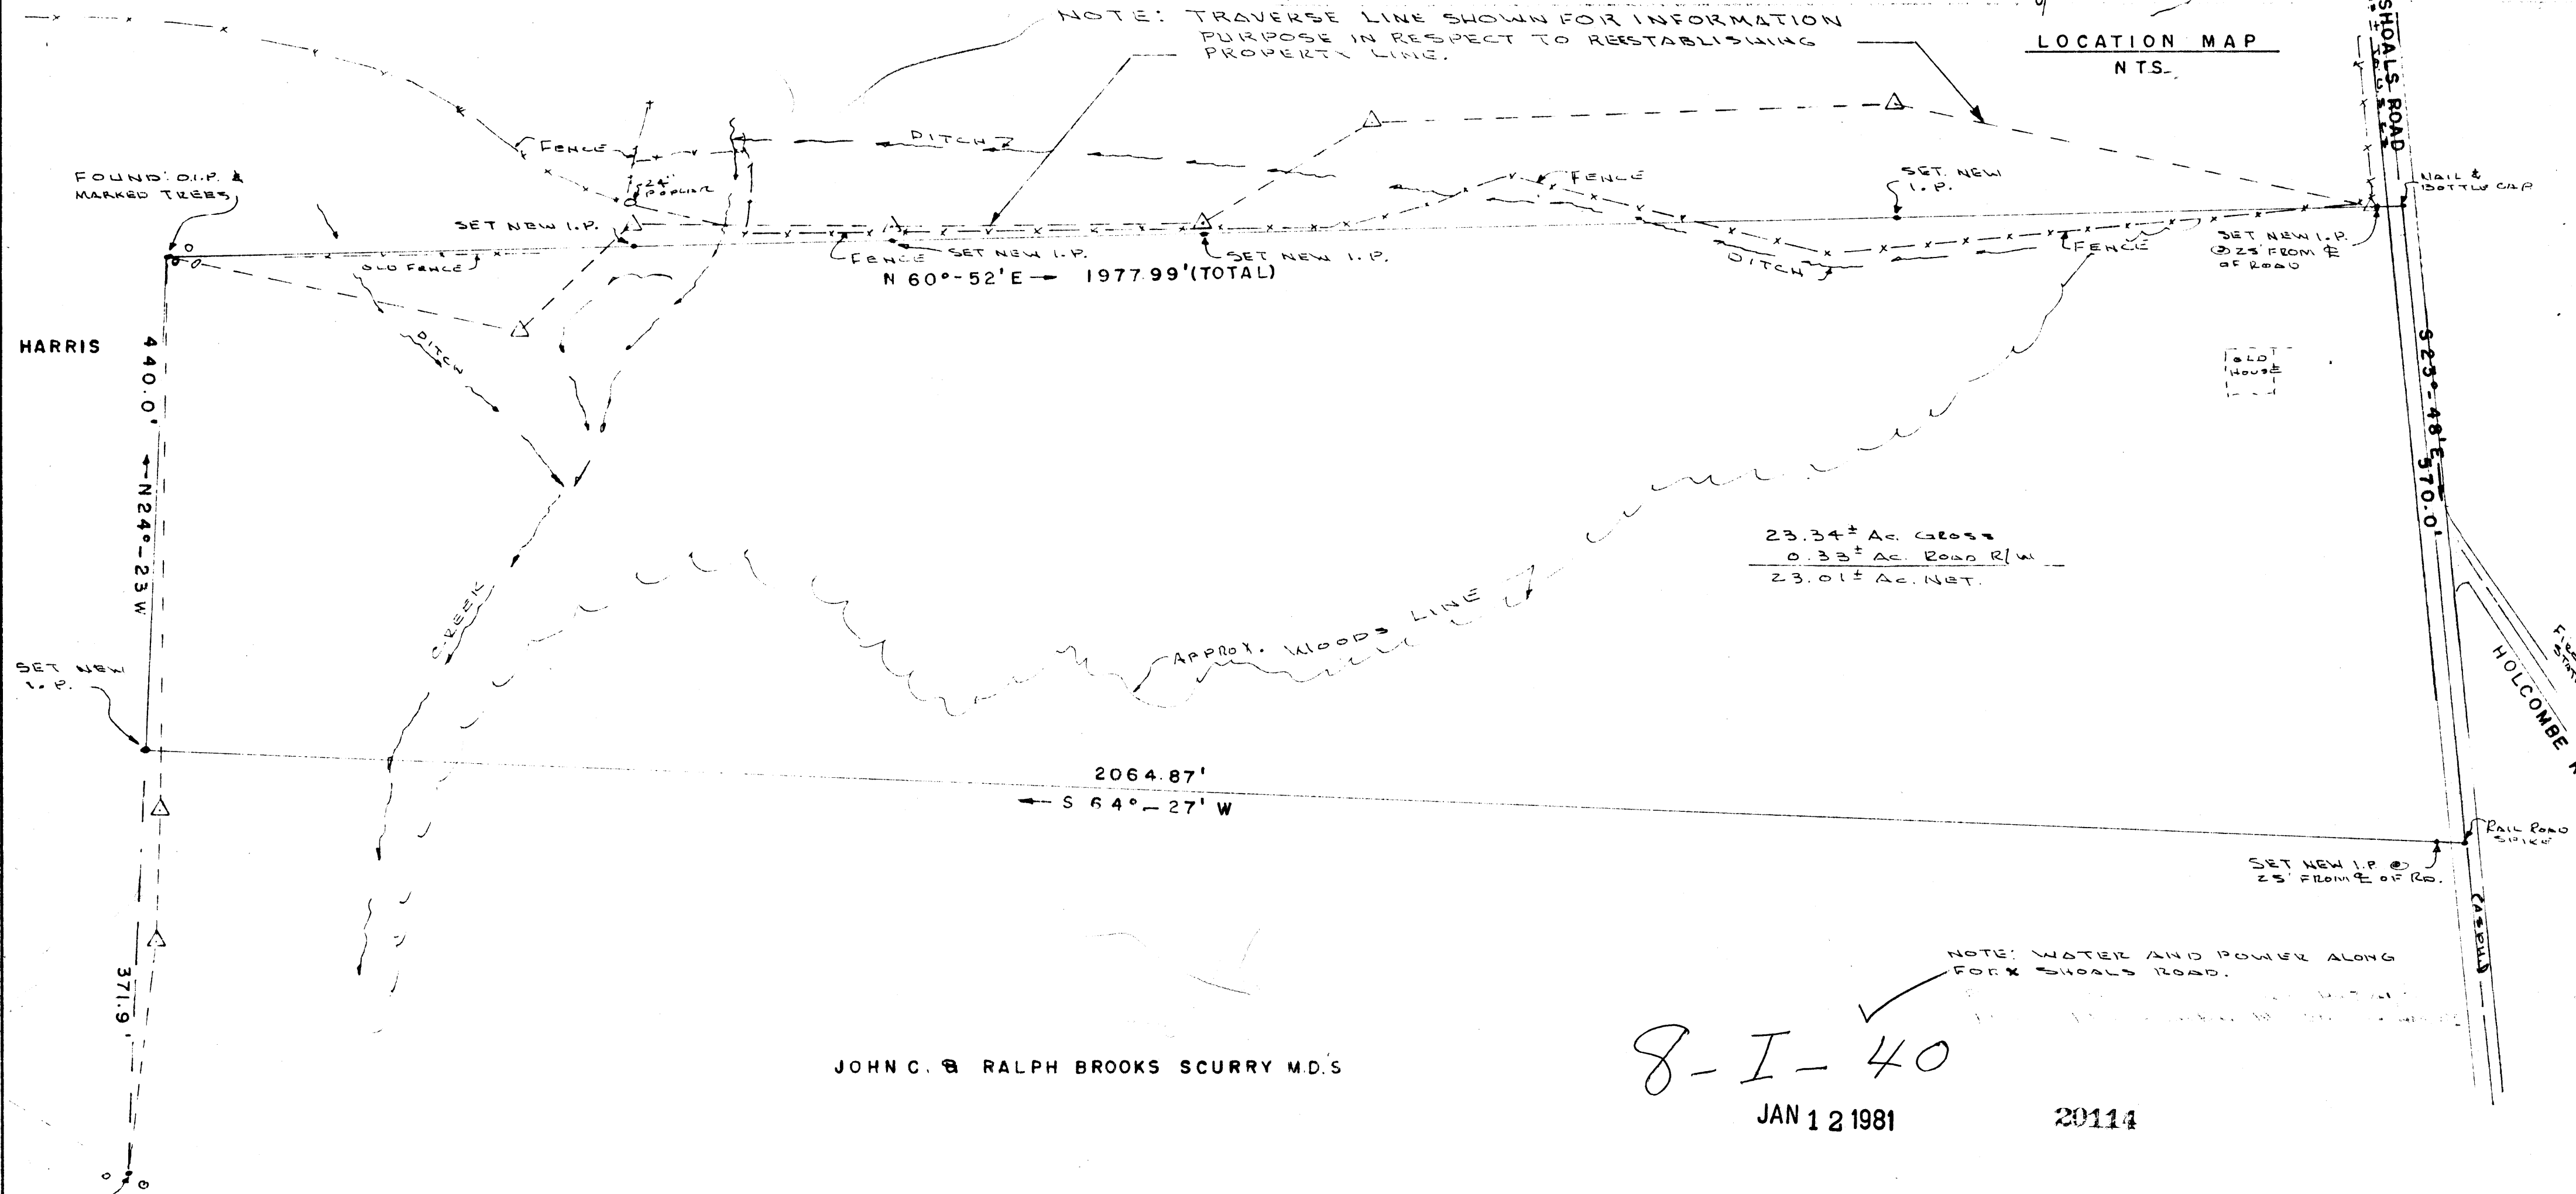 NOTE: TRAVERSE LINE SHOWN FOR INFORMATION
PURPOSE IN RESPECT TO REESTABLISHING
PROPERTY LINE.
LOCATION MAP
N.T.S.
SHOALS ROAD
FENCE
DITCH
24"
POPLAR
FOUND: O.I.P. &
MARKED TREES
SET NEW I.P.
OLD FENCE
FENCE
SET NEW I.P.
SET NEW I.P.
N 60°-52'E → 1977.99'(TOTAL)
FENCE
SET NEW
I.P.
NAIL &
BOTTLE CAP
DITCH
FENCE
SET NEW I.P.
@ 25' FROM ℄
OF ROAD
HARRIS
440.0' ←N24°-23W
DITCH
OLD
HOUSE
S23°-48'E 570.0'
23.34± AC. GROSS
0.33± AC. ROAD R/W
23.01± AC. NET.
CREEK
APPROX. WOODS LINE
HOLCOMBE
SET NEW
I.P.
2064.87'
← S 64°-27' W
RAIL ROAD
SPIKE
SET NEW I.P. @
25' FROM ℄ OF RD.
371.9'
NOTE: WATER AND POWER ALONG
FORK SHOALS ROAD.
JOHN C. & RALPH BROOKS SCURRY M.D.'S
8-I-40
JAN 12 1981
20114